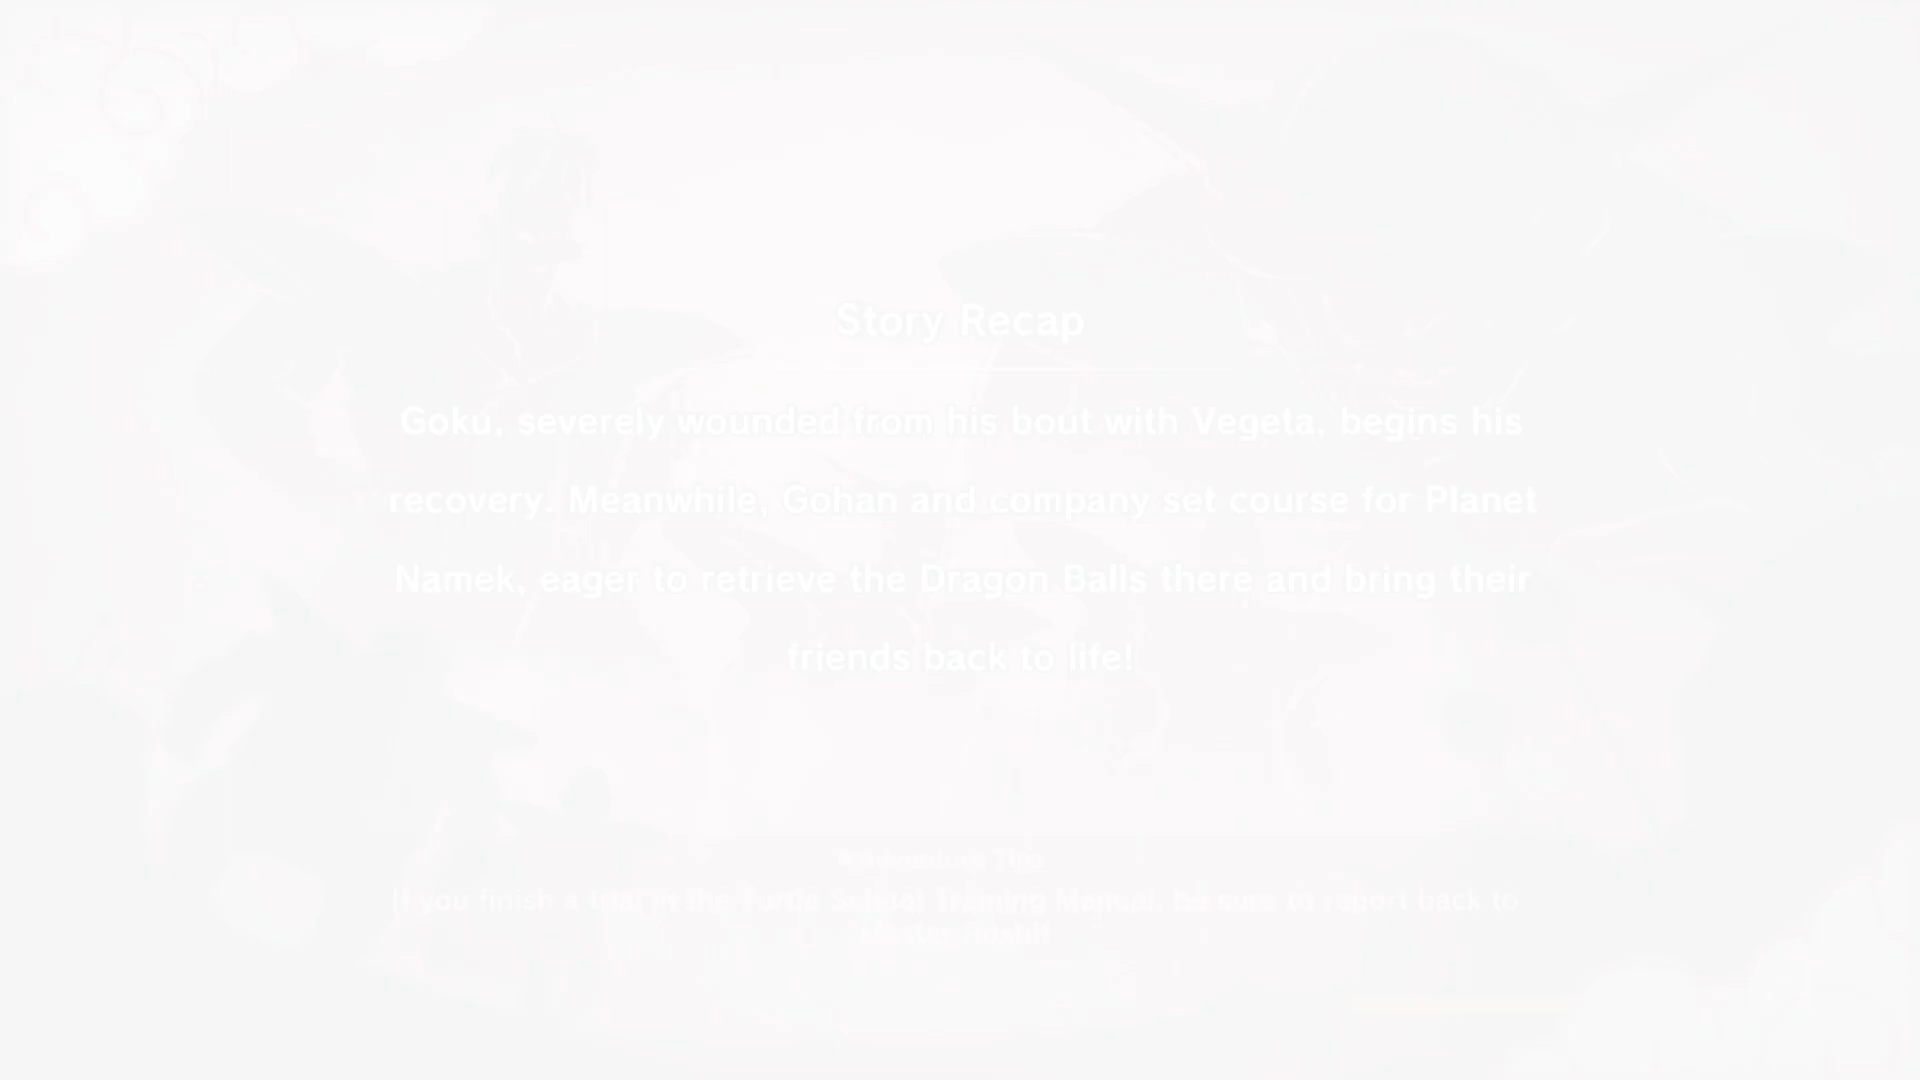 Story Recap
Goku, severely wounded from his bout with Vegeta, begins his
recovery. Meanwhile, Gohan and company set course for Planet
Namek, eager to retrieve the Dragon Balls there and bring their
friends back to life!
Adventure Tips
If you finish a trial in the Turtle School Training Manual, be sure to report back to
Master Roshi!